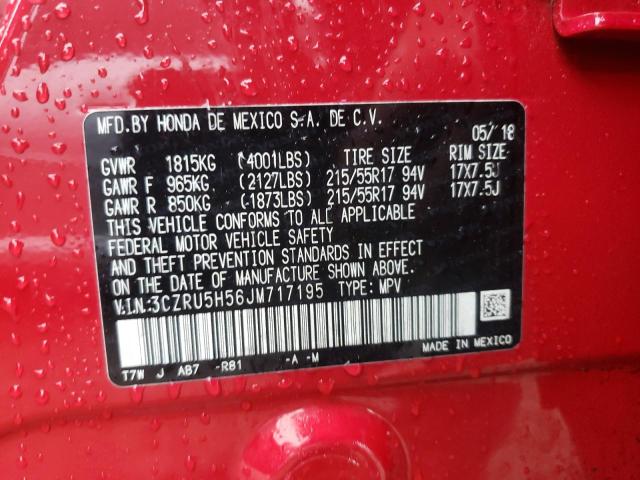 MFD.BY HONDA DE MEXICO S.A. DE C.V.
05/18
GVWR 1815KG (4001LBS) TIRE SIZE RIM SIZE
GAWR F 965KG (2127LBS) 215/55R17 94V 17X7.5J
GAWR R 850KG (1873LBS) 215/55R17 94V 17X7.5J
THIS VEHICLE CONFORMS TO ALL APPLICABLE
FEDERAL MOTOR VEHICLE SAFETY
AND THEFT PREVENTION STANDARDS IN EFFECT
ON THE DATE OF MANUFACTURE SHOWN ABOVE.
V.I.N.:3CZRU5H56JM717195 TYPE: MPV
T7W J AB7 -R81 -A -M
MADE IN MEXICO